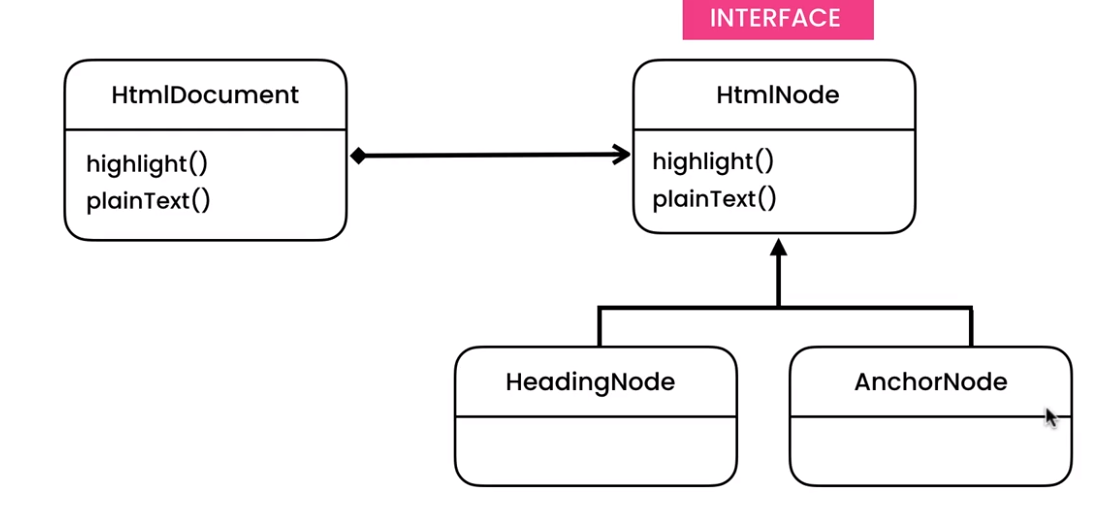 INTERFACE
HtmlDocument
highlight()
plainText()
HtmlNode
highlight()
plainText()
HeadingNode
AnchorNode